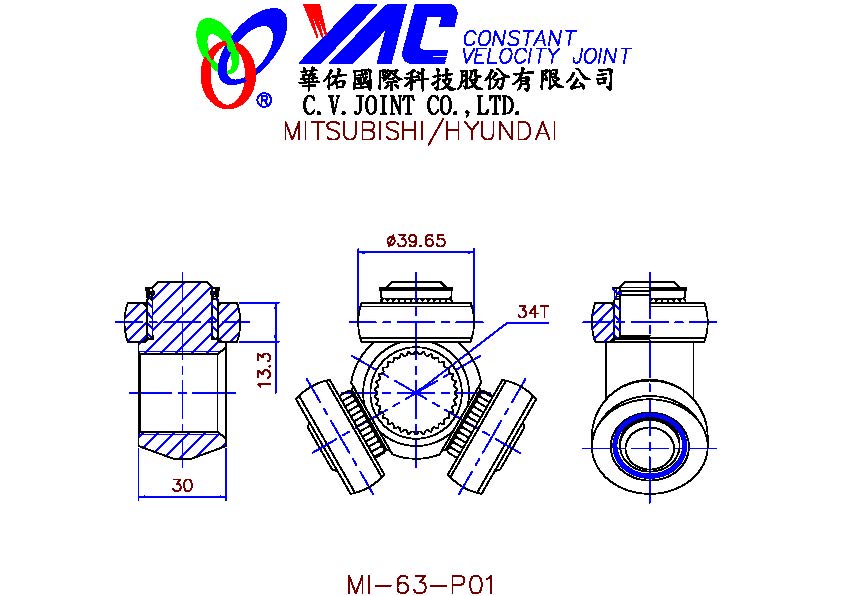 YAC CONSTANT
VELOCITY JOINT
華佑國際科技股份有限公司
® C.V.JOINT CO.,LTD.
MITSUBISHI/HYUNDAI
ø39.65
34T
13.3
30
MI-63-P01